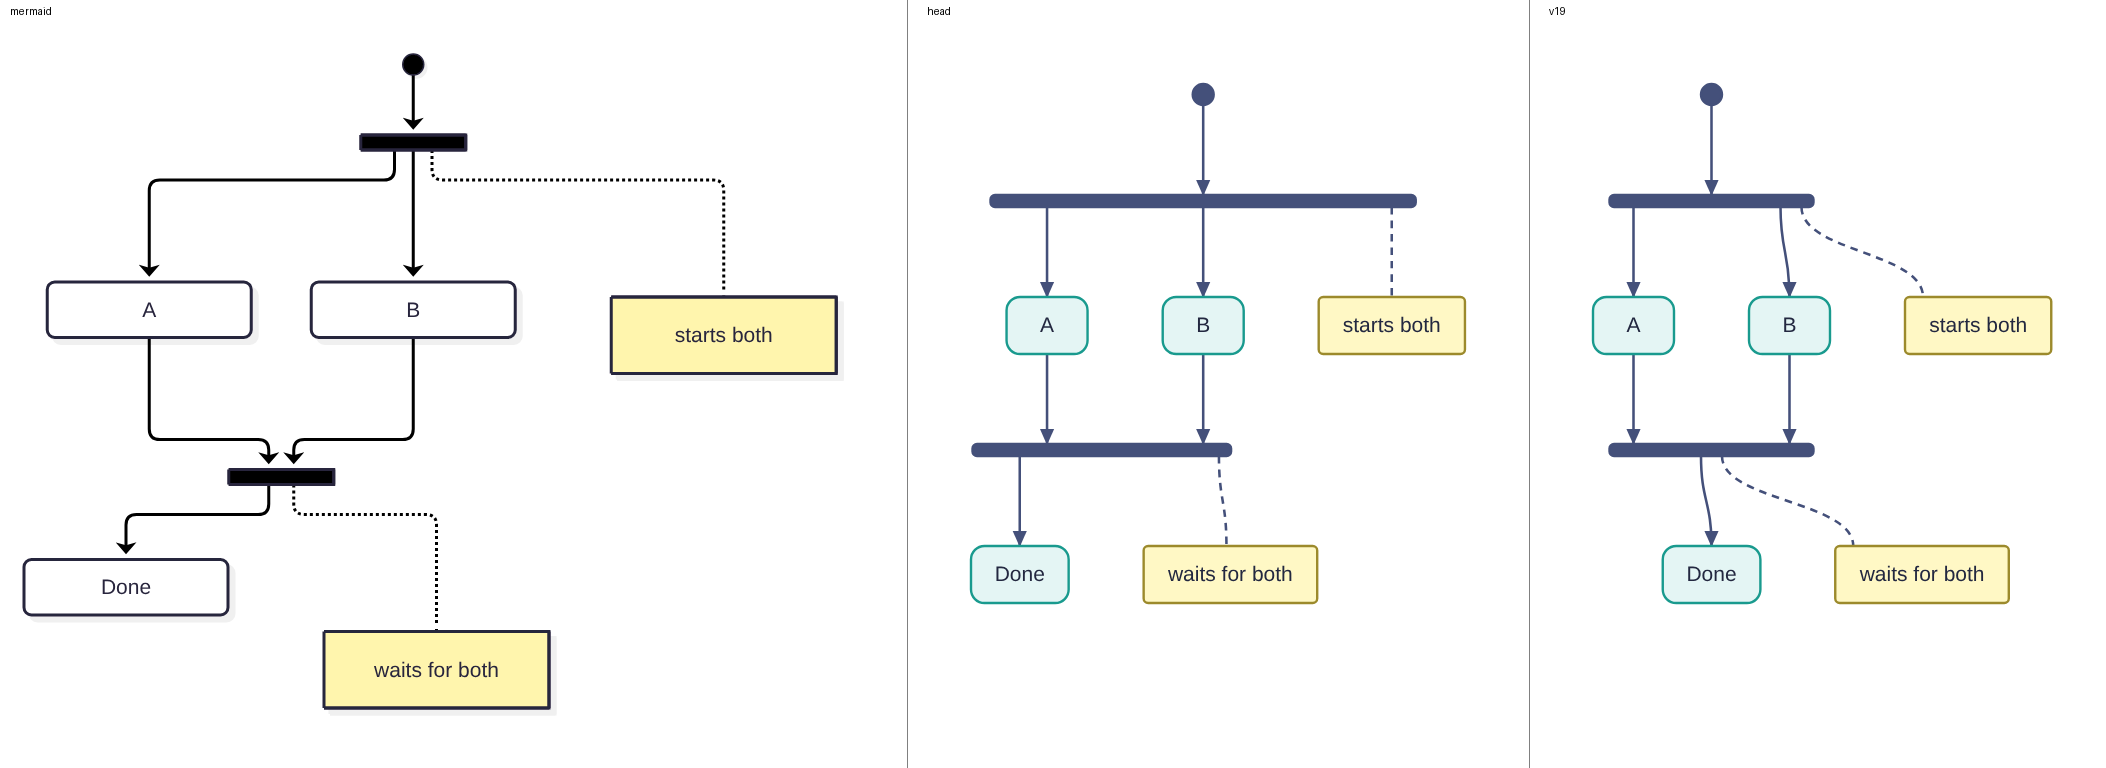 mermaid
A
B
starts both
Done
waits for both
head
A
B
starts both
Done
waits for both
v19
A
B
starts both
Done
waits for both